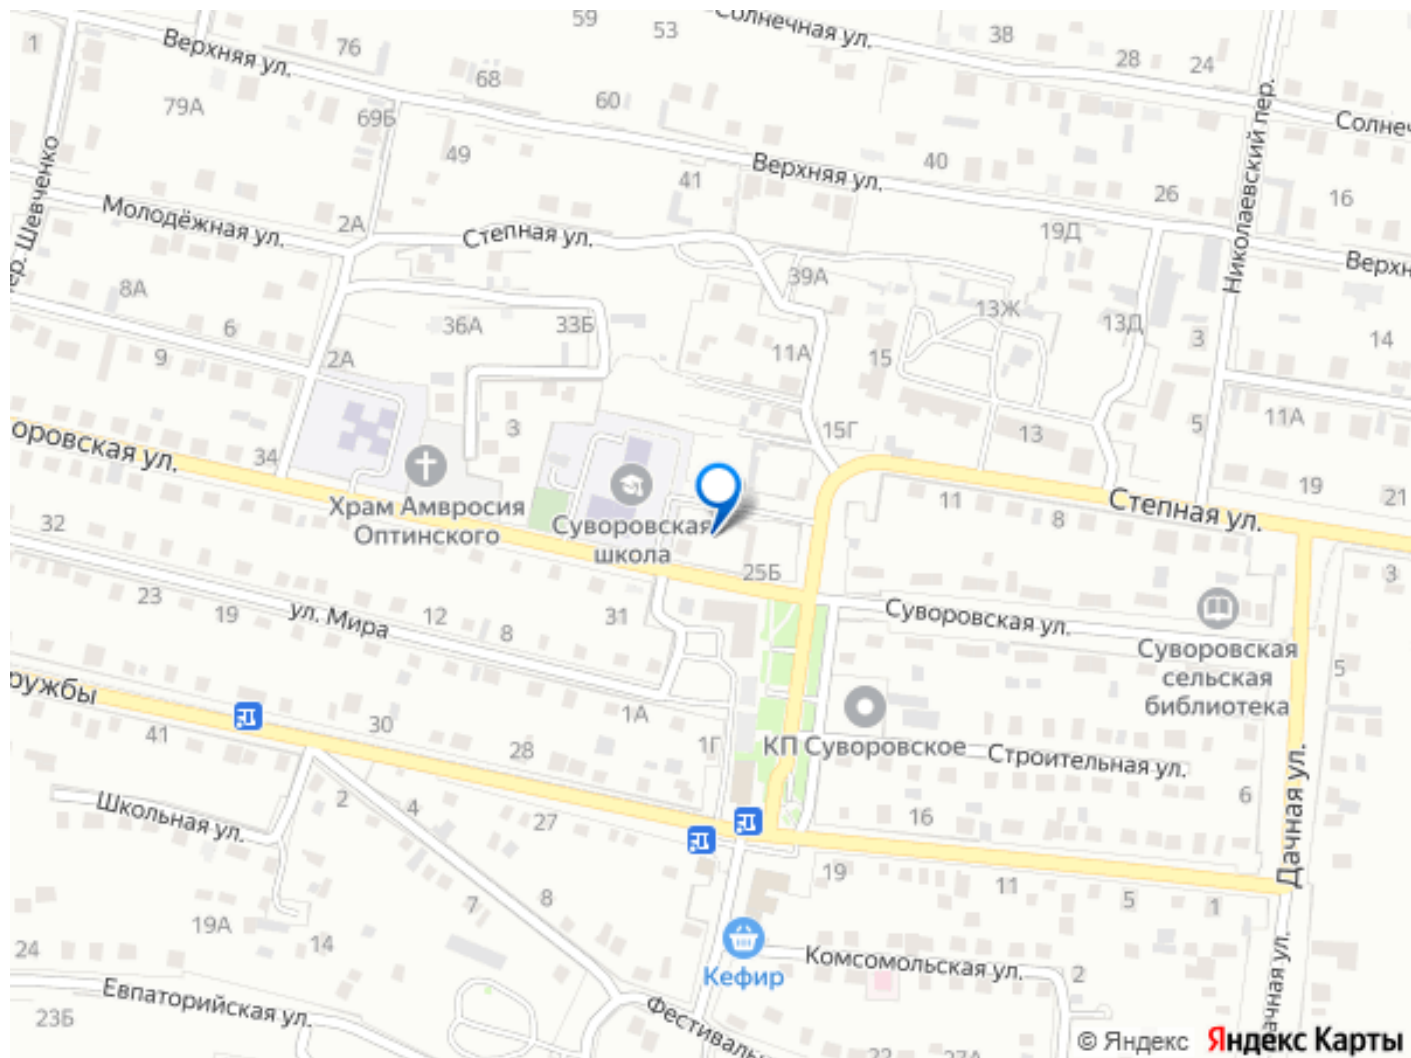 59
53
Солнечная ул.
38
28
24
1
Верхняя ул.
76
68
60
79А
69Б
49
41
Верхняя ул.
40
26
Николаевский пер.
Солнеч
16
Молодёжная ул.
2А
Степная ул.
19Д
Верхн
ер. Шевченко
8А
39А
13Ж
13Д
6
36А
33Б
9
2А
11А
15
3
14
3
15Г
13
11А
5
оровская ул.
34
Храм Амвросия
Оптинского
Суворовская
школа
11
8
Степная ул.
19
21
32
25Б
3
23
19
ул. Мира
12
8
31
Суворовская ул.
Суворовская
сельская
библиотека
5
ружбы
41
30
28
1А
1Г
КП Суворовское
Строительная ул.
Дачная ул.
Школьная ул.
2
4
27
16
6
19
11
5
1
24
19А
14
7
8
Кефир
Комсомольская ул.
2
ачная ул.
Евпаторийская ул.
23Б
Фестиваль
22
27А
© Яндекс Яндекс Карты